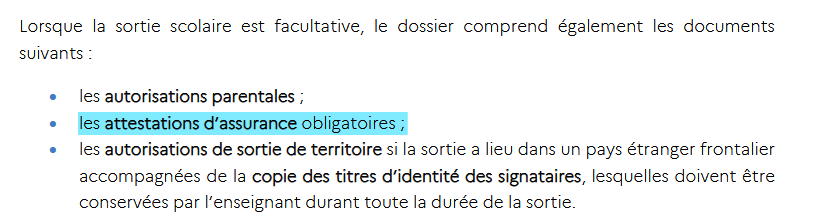 Lorsque la sortie scolaire est facultative, le dossier comprend également les documents
suivants :
• les autorisations parentales ;
• les attestations d’assurance obligatoires ;
• les autorisations de sortie de territoire si la sortie a lieu dans un pays étranger frontalier
accompagnées de la copie des titres d’identité des signataires, lesquelles doivent être
conservées par l’enseignant durant toute la durée de la sortie.